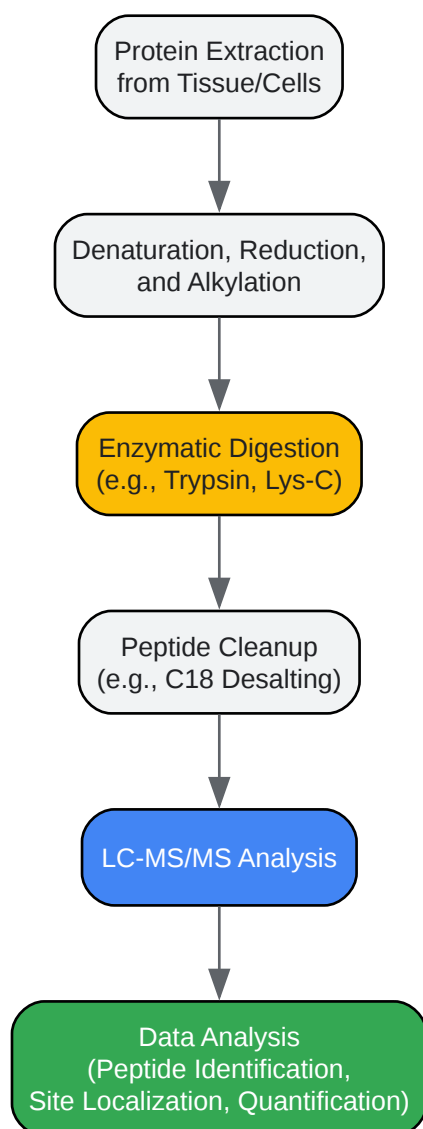 Protein Extraction
from Tissue/Cells
Denaturation, Reduction,
and Alkylation
Enzymatic Digestion
(e.g., Trypsin, Lys-C)
Peptide Cleanup
(e.g., C18 Desalting)
LC-MS/MS Analysis
Data Analysis
(Peptide Identification,
Site Localization, Quantification)